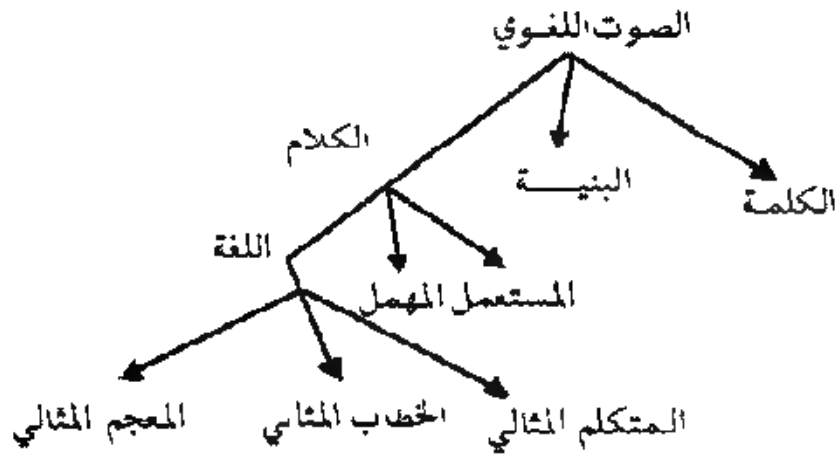 الصوت اللغوي
الكلام
البنية
الكلمة
اللغة
المستعمل المهمل
المتكلم المثالي
الخطاب المثالي
المعجم المثالي